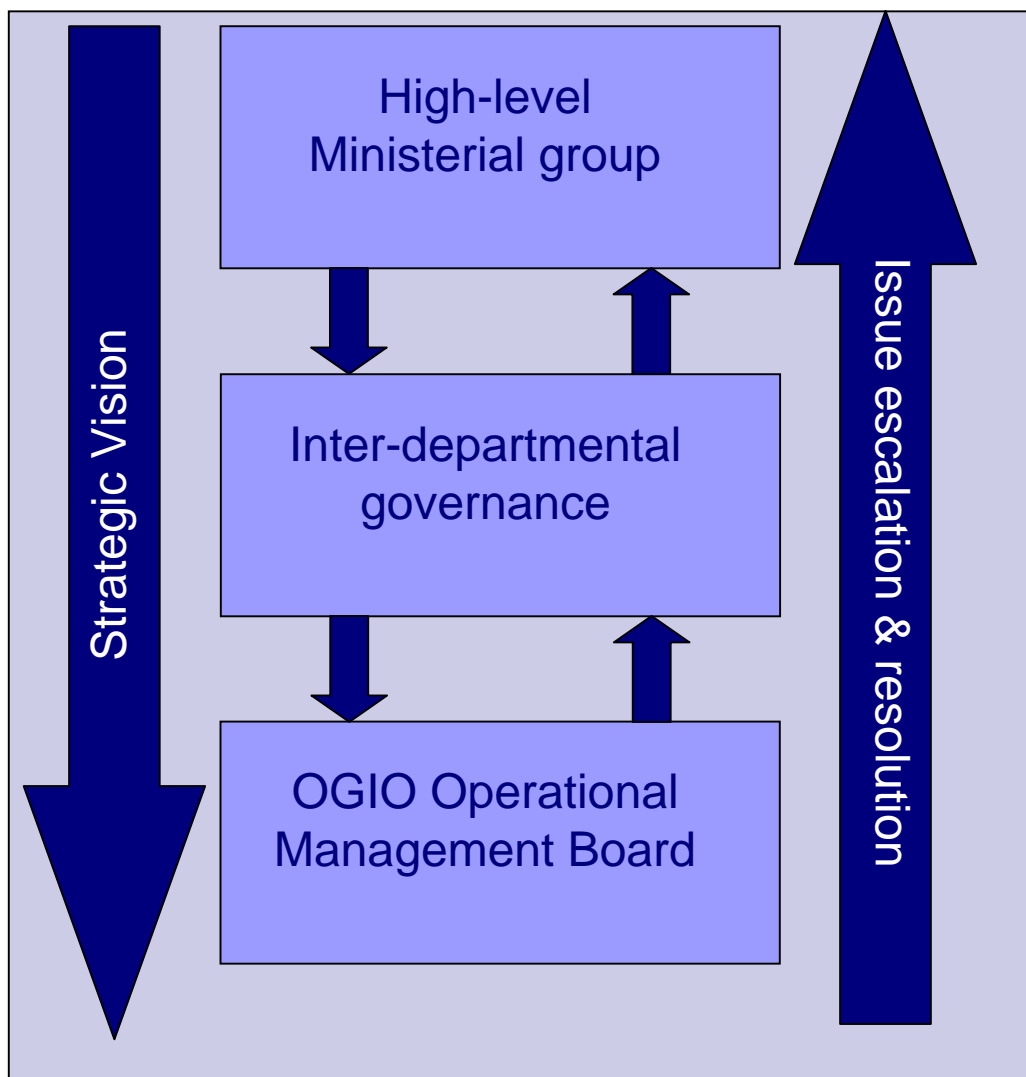 High-level
Ministerial group
Strategic Vision
Issue escalation & resolution
Inter-departmental
governance
OGIO Operational
Management Board